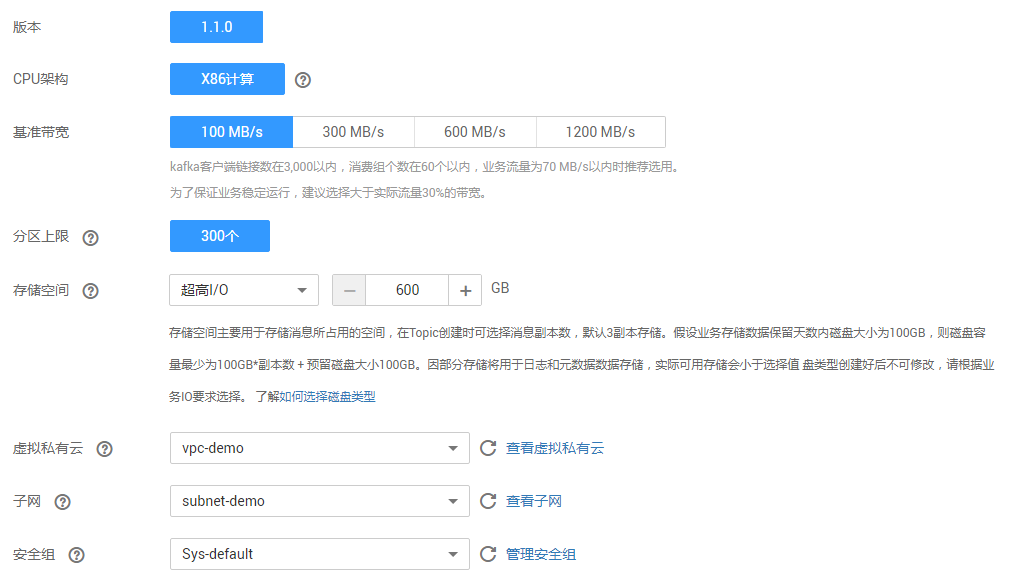 版本 1.1.0
CPU架构 X86计算 ?
基准带宽 100 MB/s 300 MB/s 600 MB/s 1200 MB/s
kafka客户端链接数在3,000以内，消费组个数在60个以内，业务流量为70 MB/s以内时推荐选用。
为了保证业务稳定运行，建议选择大于实际流量30%的带宽。
分区上限 ? 300个
存储空间 ? 超高I/O − 600 + GB
存储空间主要用于存储消息所占用的空间，在Topic创建时可选择消息副本数，默认3副本存储。假设业务存储数据保留天数内磁盘大小为100GB，则磁盘容
量最少为100GB*副本数 + 预留磁盘大小100GB。因部分存储将用于日志和元数据数据存储，实际可用存储会小于选择值 盘类型创建好后不可修改，请根据业
务IO要求选择。 了解如何选择磁盘类型
虚拟私有云 ? vpc-demo 查看虚拟私有云
子网 ? subnet-demo 查看子网
安全组 ? Sys-default 管理安全组